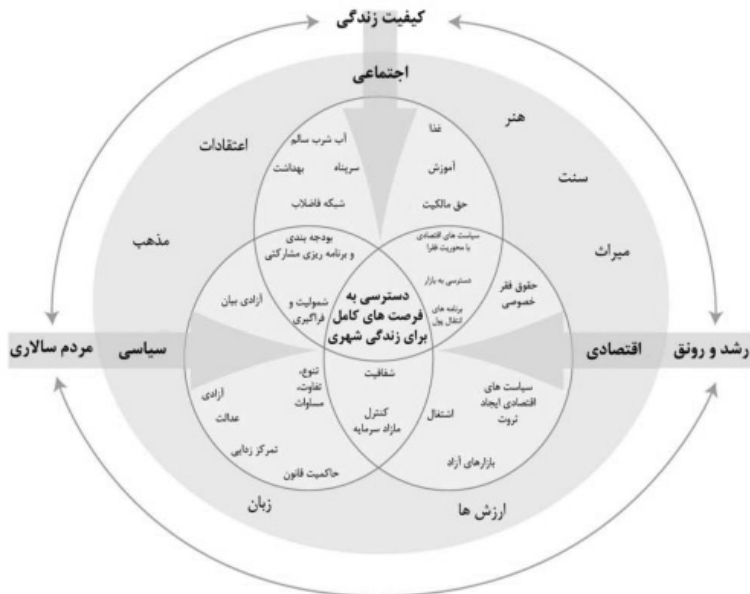 کیفیت زندگی
اجتماعی
هنر
اعتقادات
سنت
مذهب
میراث
غذا
آب شرب سالم
آموزش
سرپناه
بهداشت
حق مالکیت
شبکه فاضلاب
سیاست های اقتصادی
با محوریت فقرا
بودجه بندی
و برنامه ریزی مشارکتی
دسترسی به بازار
حقوق فقر
خصوصی
برنامه های
انتقال پول
شمولیت و
فراگیری
آزادی بیان
دسترسی به
فرصت های کامل
برای زندگی شهری
رشد و رونق
اقتصادی
سیاسی
مردم سالاری
شفافیت
تنوع،
تفاوت،
مساوات
سیاست های
اقتصادی ایجاد
ثروت
آزادی
عدالت
اشتغال
کنترل
مازاد سرمایه
تمرکز زدایی
بازارهای آزاد
حاکمیت قانون
ارزش ها
زبان